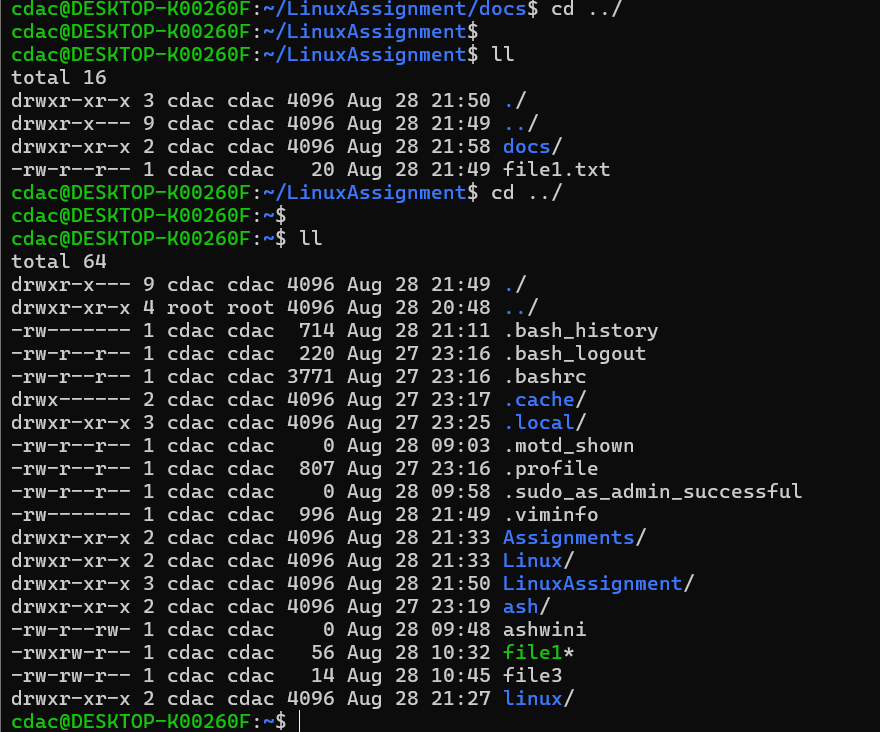 cdac@DESKTOP-K00260F:~/LinuxAssignment/docs$ cd ../
cdac@DESKTOP-K00260F:~/LinuxAssignment$
cdac@DESKTOP-K00260F:~/LinuxAssignment$ ll
total 16
drwxr-xr-x 3 cdac cdac 4096 Aug 28 21:50 ./
drwxr-x--- 9 cdac cdac 4096 Aug 28 21:49 ../
drwxr-xr-x 2 cdac cdac 4096 Aug 28 21:58 docs/
-rw-r--r-- 1 cdac cdac   20 Aug 28 21:49 file1.txt
cdac@DESKTOP-K00260F:~/LinuxAssignment$ cd ../
cdac@DESKTOP-K00260F:~$
cdac@DESKTOP-K00260F:~$ ll
total 64
drwxr-x--- 9 cdac cdac 4096 Aug 28 21:49 ./
drwxr-xr-x 4 root root 4096 Aug 28 20:48 ../
-rw------- 1 cdac cdac  714 Aug 28 21:11 .bash_history
-rw-r--r-- 1 cdac cdac  220 Aug 27 23:16 .bash_logout
-rw-r--r-- 1 cdac cdac 3771 Aug 27 23:16 .bashrc
drwx------ 2 cdac cdac 4096 Aug 27 23:17 .cache/
drwxr-xr-x 3 cdac cdac 4096 Aug 27 23:25 .local/
-rw-r--r-- 1 cdac cdac    0 Aug 28 09:03 .motd_shown
-rw-r--r-- 1 cdac cdac  807 Aug 27 23:16 .profile
-rw-r--r-- 1 cdac cdac    0 Aug 28 09:58 .sudo_as_admin_successful
-rw------- 1 cdac cdac  996 Aug 28 21:49 .viminfo
drwxr-xr-x 2 cdac cdac 4096 Aug 28 21:33 Assignments/
drwxr-xr-x 2 cdac cdac 4096 Aug 28 21:33 Linux/
drwxr-xr-x 3 cdac cdac 4096 Aug 28 21:50 LinuxAssignment/
drwxr-xr-x 2 cdac cdac 4096 Aug 27 23:19 ash/
-rw-r--rw- 1 cdac cdac    0 Aug 28 09:48 ashwini
-rwxrw-r-- 1 cdac cdac   56 Aug 28 10:32 file1*
-rw-rw-r-- 1 cdac cdac   14 Aug 28 10:45 file3
drwxr-xr-x 2 cdac cdac 4096 Aug 28 21:27 linux/
cdac@DESKTOP-K00260F:~$